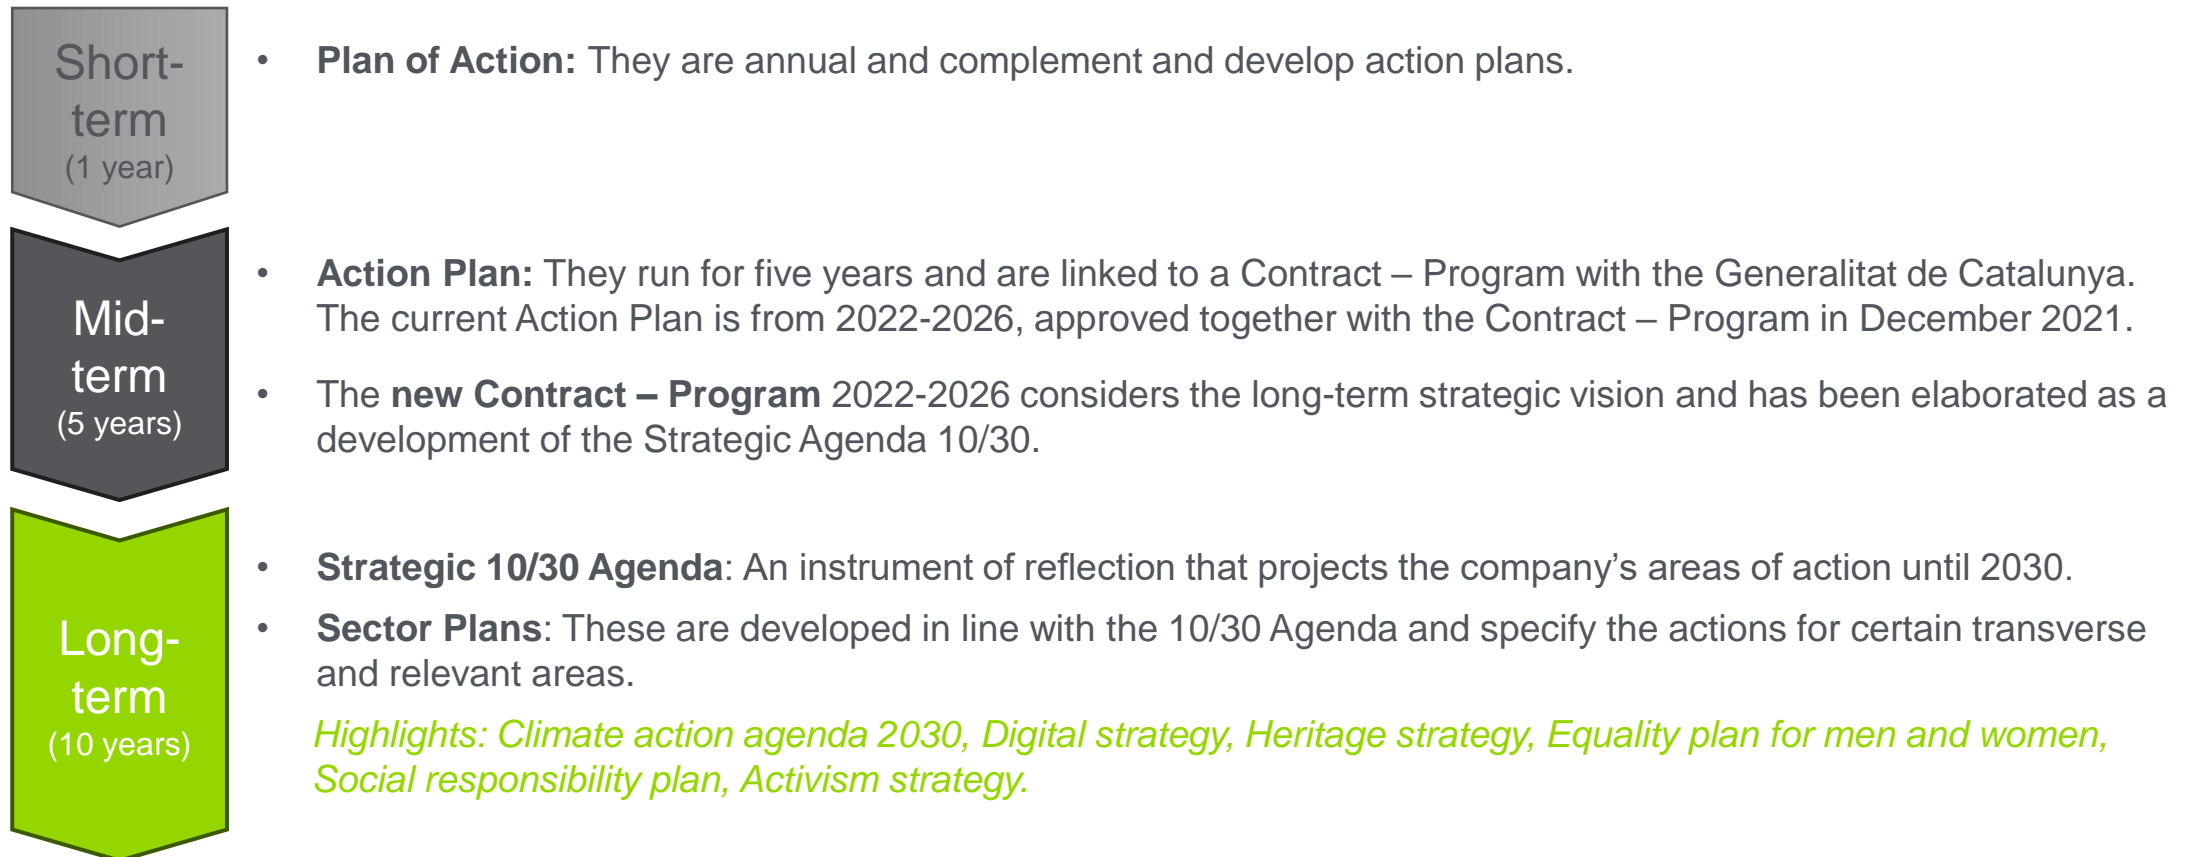 Short-
term
(1 year)
• Plan of Action: They are annual and complement and develop action plans.
Mid-
term
(5 years)
• Action Plan: They run for five years and are linked to a Contract – Program with the Generalitat de Catalunya.
The current Action Plan is from 2022-2026, approved together with the Contract – Program in December 2021.
• The new Contract – Program 2022-2026 considers the long-term strategic vision and has been elaborated as a
development of the Strategic Agenda 10/30.
Long-
term
(10 years)
• Strategic 10/30 Agenda: An instrument of reflection that projects the company’s areas of action until 2030.
• Sector Plans: These are developed in line with the 10/30 Agenda and specify the actions for certain transverse
and relevant areas.
Highlights: Climate action agenda 2030, Digital strategy, Heritage strategy, Equality plan for men and women,
Social responsibility plan, Activism strategy.